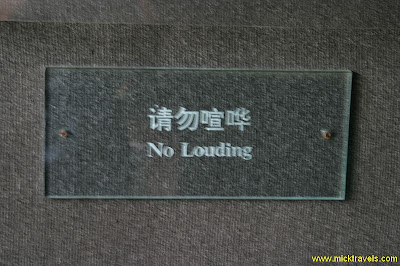 请勿喧哗
No Louding
www.micktravels.com